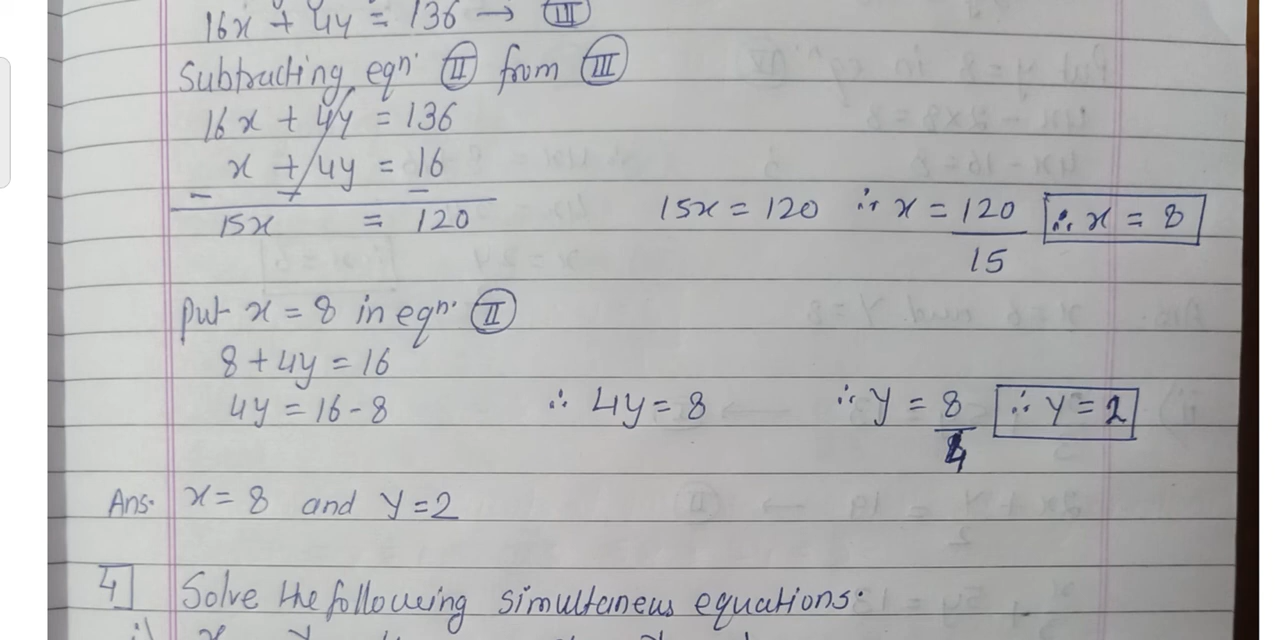 16x + 4y = 136 → III
Subtracting eqn. II from III
16x + 4y = 136
x + 4y = 16
− − −
15x = 120 15x = 120 ∴ x = 120/15 ∴ x = 8
Put x = 8 in eqn. II
8 + 4y = 16
4y = 16 - 8 ∴ 4y = 8 ∴ y = 8/4 ∴ y = 2
Ans. x = 8 and y = 2
4] Solve the following simultaneus equations.